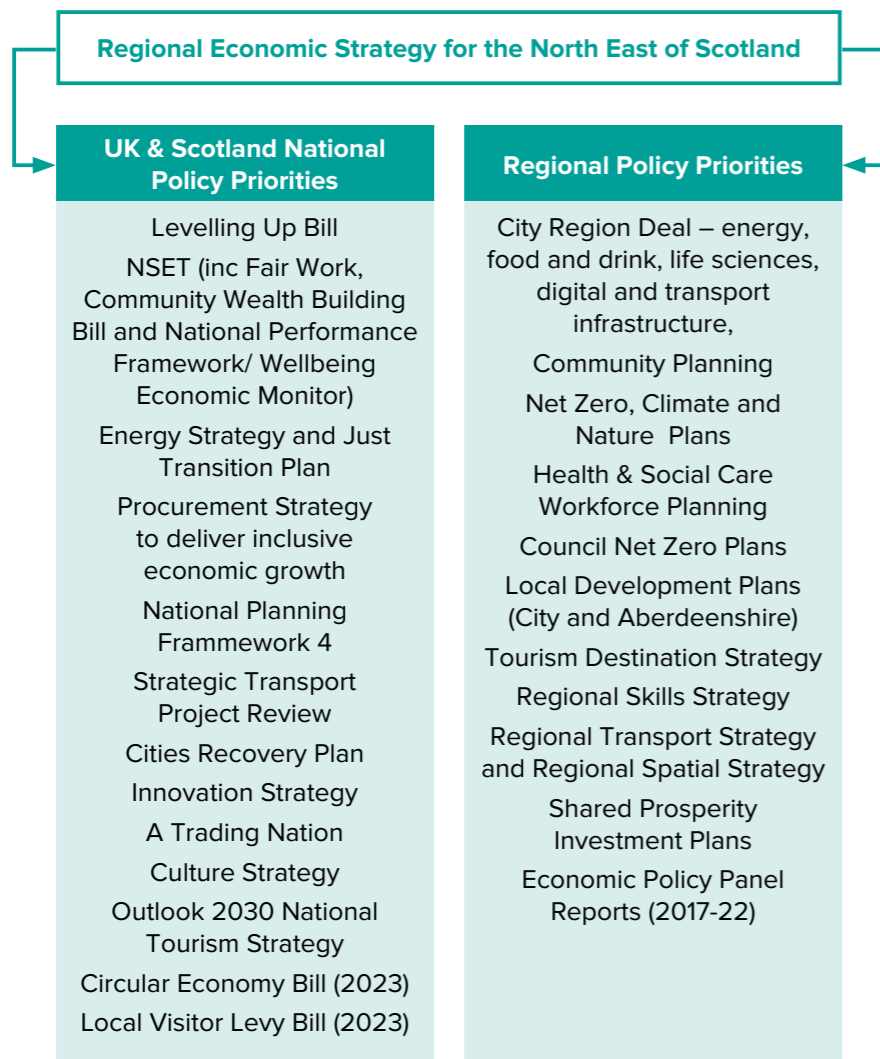 Regional Economic Strategy for the North East of Scotland
UK & Scotland National
Policy Priorities
Levelling Up Bill
NSET (inc Fair Work,
Community Wealth Building
Bill and National Performance
Framework/ Wellbeing
Economic Monitor)
Energy Strategy and Just
Transition Plan
Procurement Strategy
to deliver inclusive
economic growth
National Planning
Frammework 4
Strategic Transport
Project Review
Cities Recovery Plan
Innovation Strategy
A Trading Nation
Culture Strategy
Outlook 2030 National
Tourism Strategy
Circular Economy Bill (2023)
Local Visitor Levy Bill (2023)
Regional Policy Priorities
City Region Deal – energy,
food and drink, life sciences,
digital and transport
infrastructure,
Community Planning
Net Zero, Climate and
Nature Plans
Health & Social Care
Workforce Planning
Council Net Zero Plans
Local Development Plans
(City and Aberdeenshire)
Tourism Destination Strategy
Regional Skills Strategy
Regional Transport Strategy
and Regional Spatial Strategy
Shared Prosperity
Investment Plans
Economic Policy Panel
Reports (2017-22)